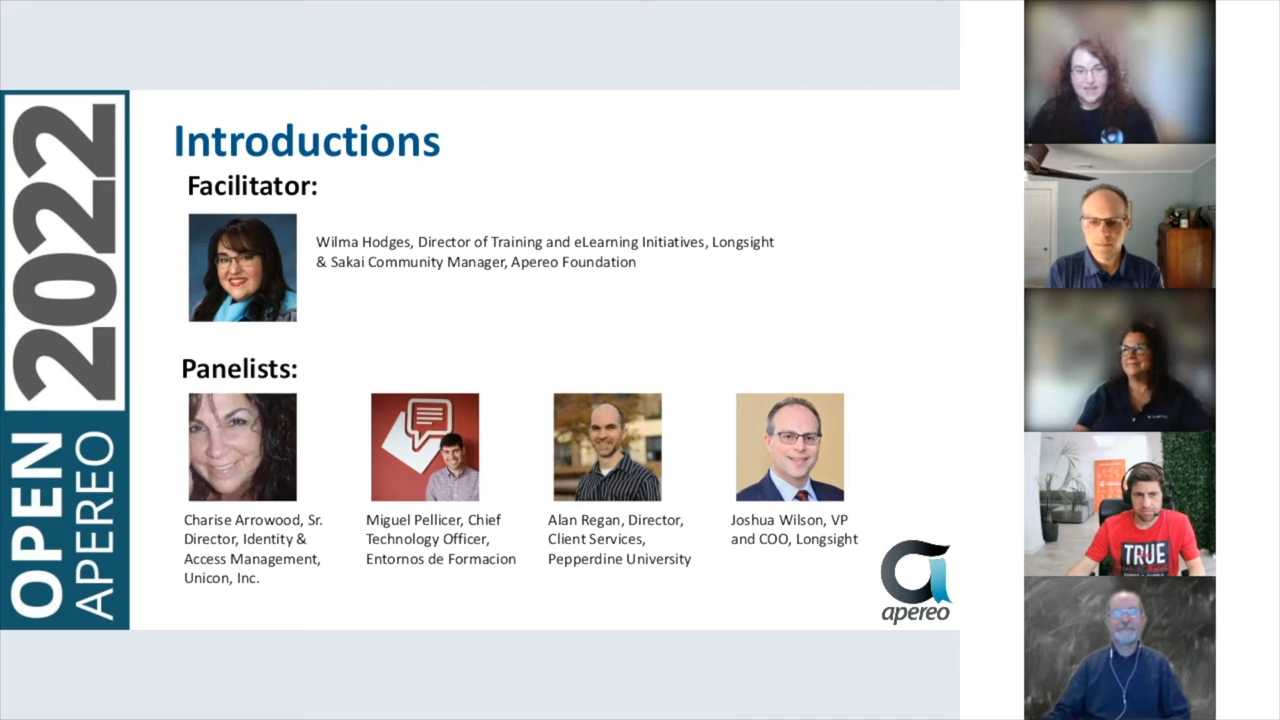 OPEN
APEREO
2022
Introductions
Facilitator:
Wilma Hodges, Director of Training and eLearning Initiatives, Longsight
& Sakai Community Manager, Apereo Foundation
Panelists:
Charise Arrowood, Sr.
Director, Identity &
Access Management,
Unicon, Inc.
Miguel Pellicer, Chief
Technology Officer,
Entornos de Formacion
Alan Regan, Director,
Client Services,
Pepperdine University
Joshua Wilson, VP
and COO, Longsight
apereo
TRUE